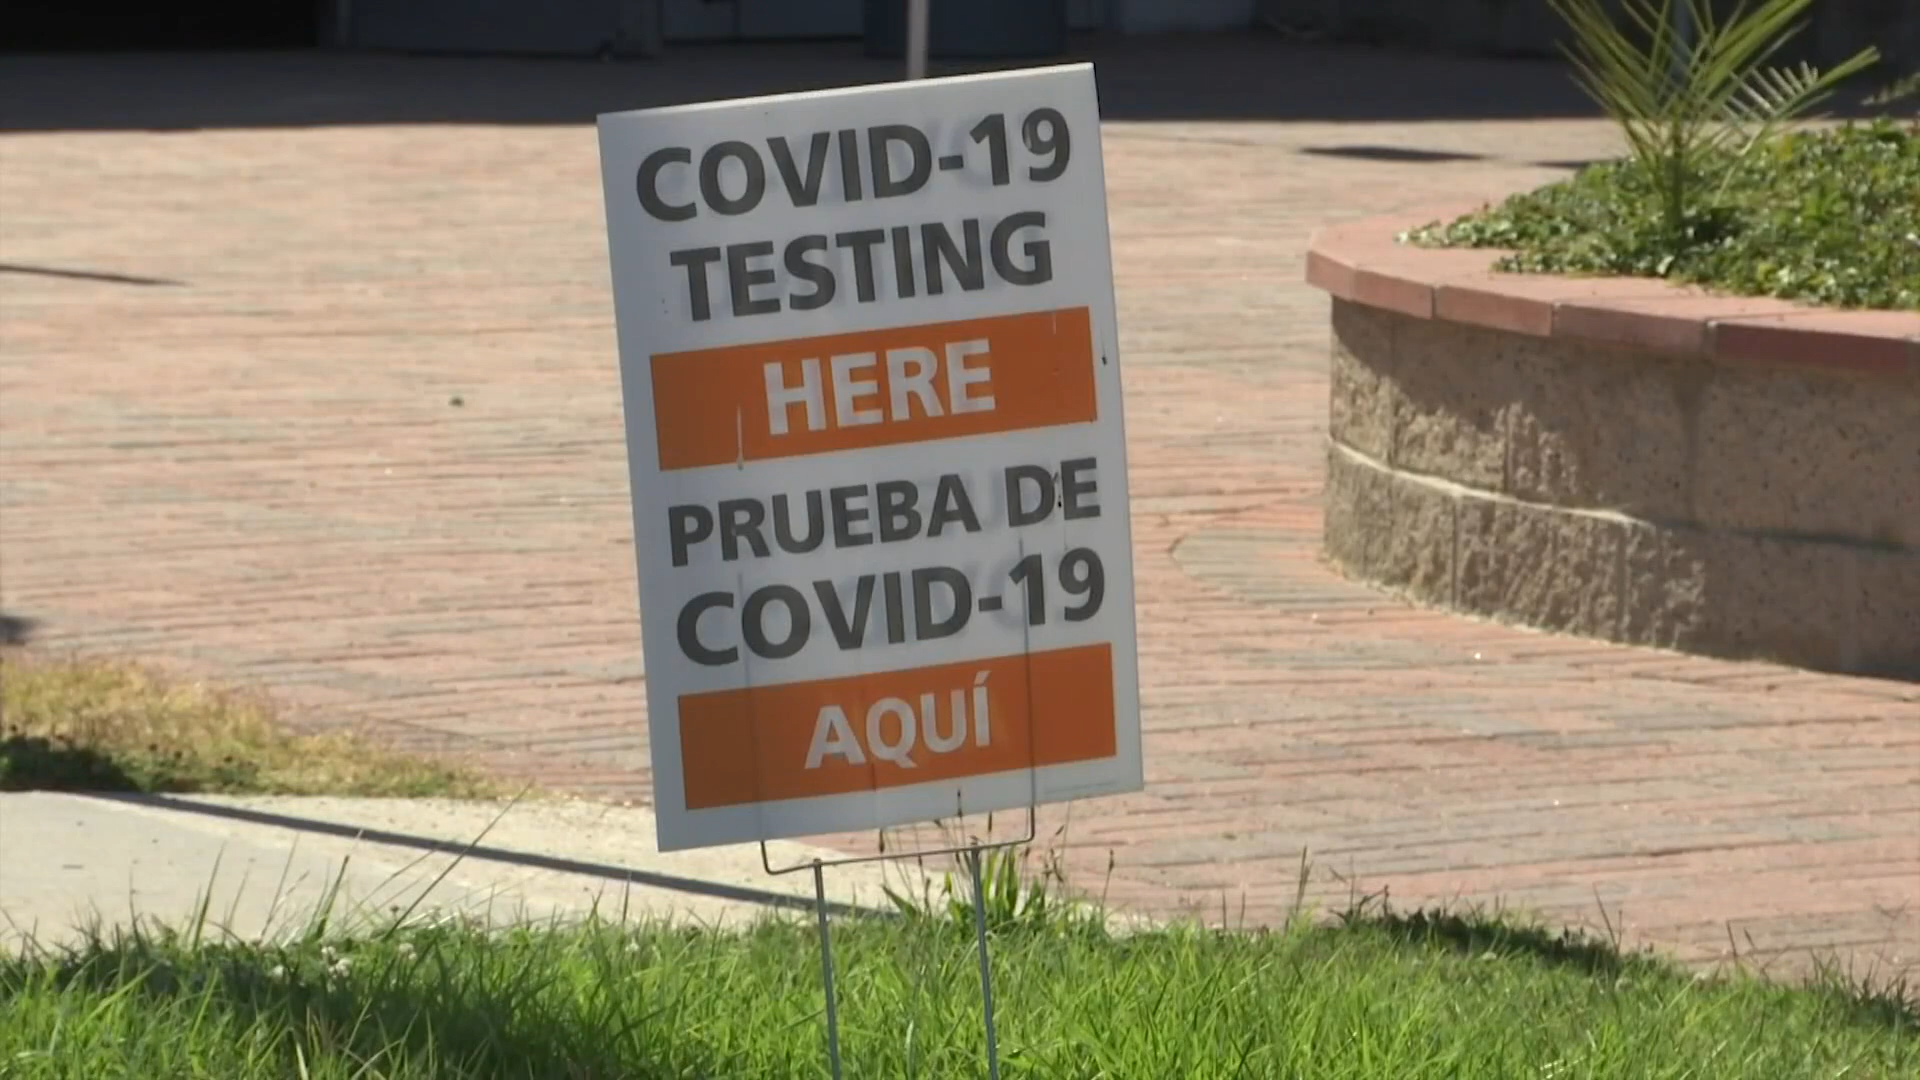 COVID-19
TESTING
HERE
PRUEBA DE
COVID-19
AQUÍ